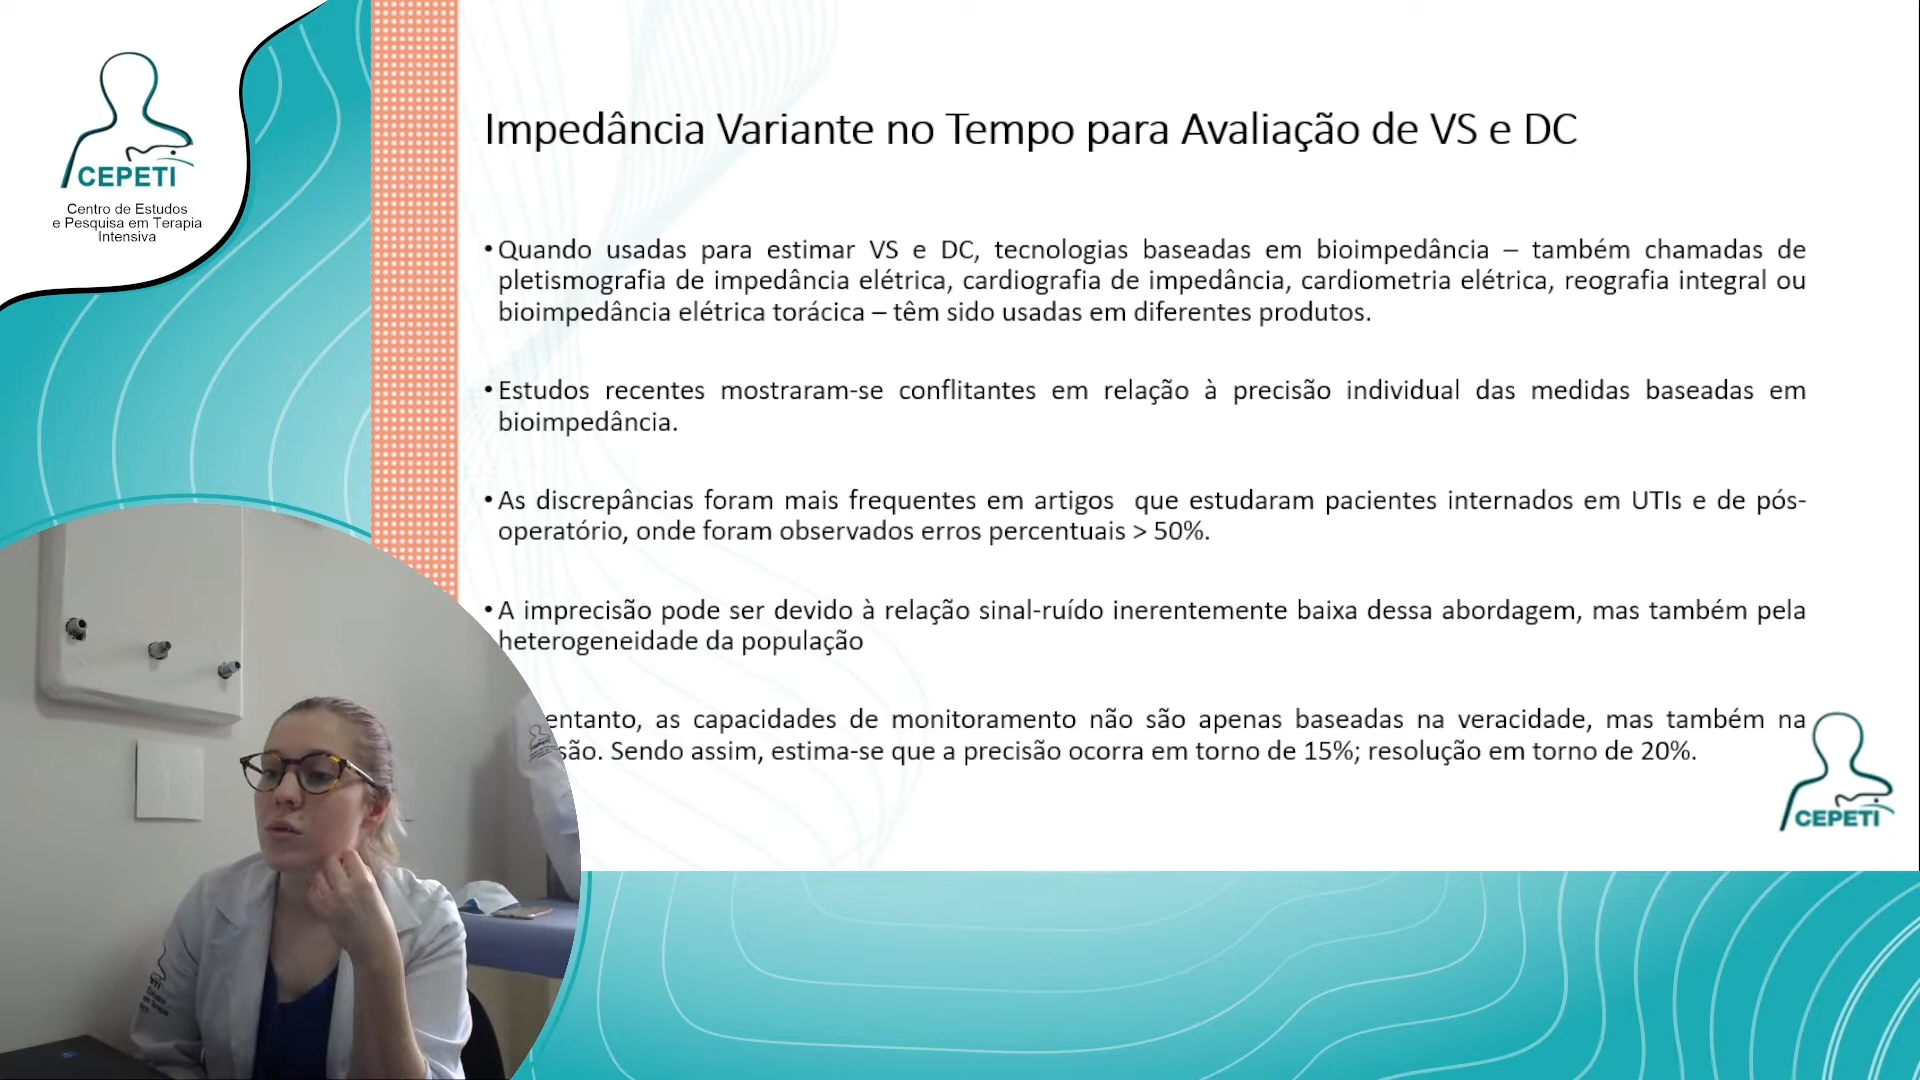 CEPETI
Centro de Estudos
e Pesquisa em Terapia
Intensiva
Impedância Variante no Tempo para Avaliação de VS e DC
• Quando usadas para estimar VS e DC, tecnologias baseadas em bioimpedância – também chamadas de
pletismografia de impedância elétrica, cardiografia de impedância, cardiometria elétrica, reografia integral ou
bioimpedância elétrica torácica – têm sido usadas em diferentes produtos.
• Estudos recentes mostraram-se conflitantes em relação à precisão individual das medidas baseadas em
bioimpedância.
• As discrepâncias foram mais frequentes em artigos que estudaram pacientes internados em UTIs e de pós-
operatório, onde foram observados erros percentuais > 50%.
• A imprecisão pode ser devido à relação sinal-ruído inerentemente baixa dessa abordagem, mas também pela
heterogeneidade da população
entanto, as capacidades de monitoramento não são apenas baseadas na veracidade, mas também na
são. Sendo assim, estima-se que a precisão ocorra em torno de 15%; resolução em torno de 20%.
CEPETI